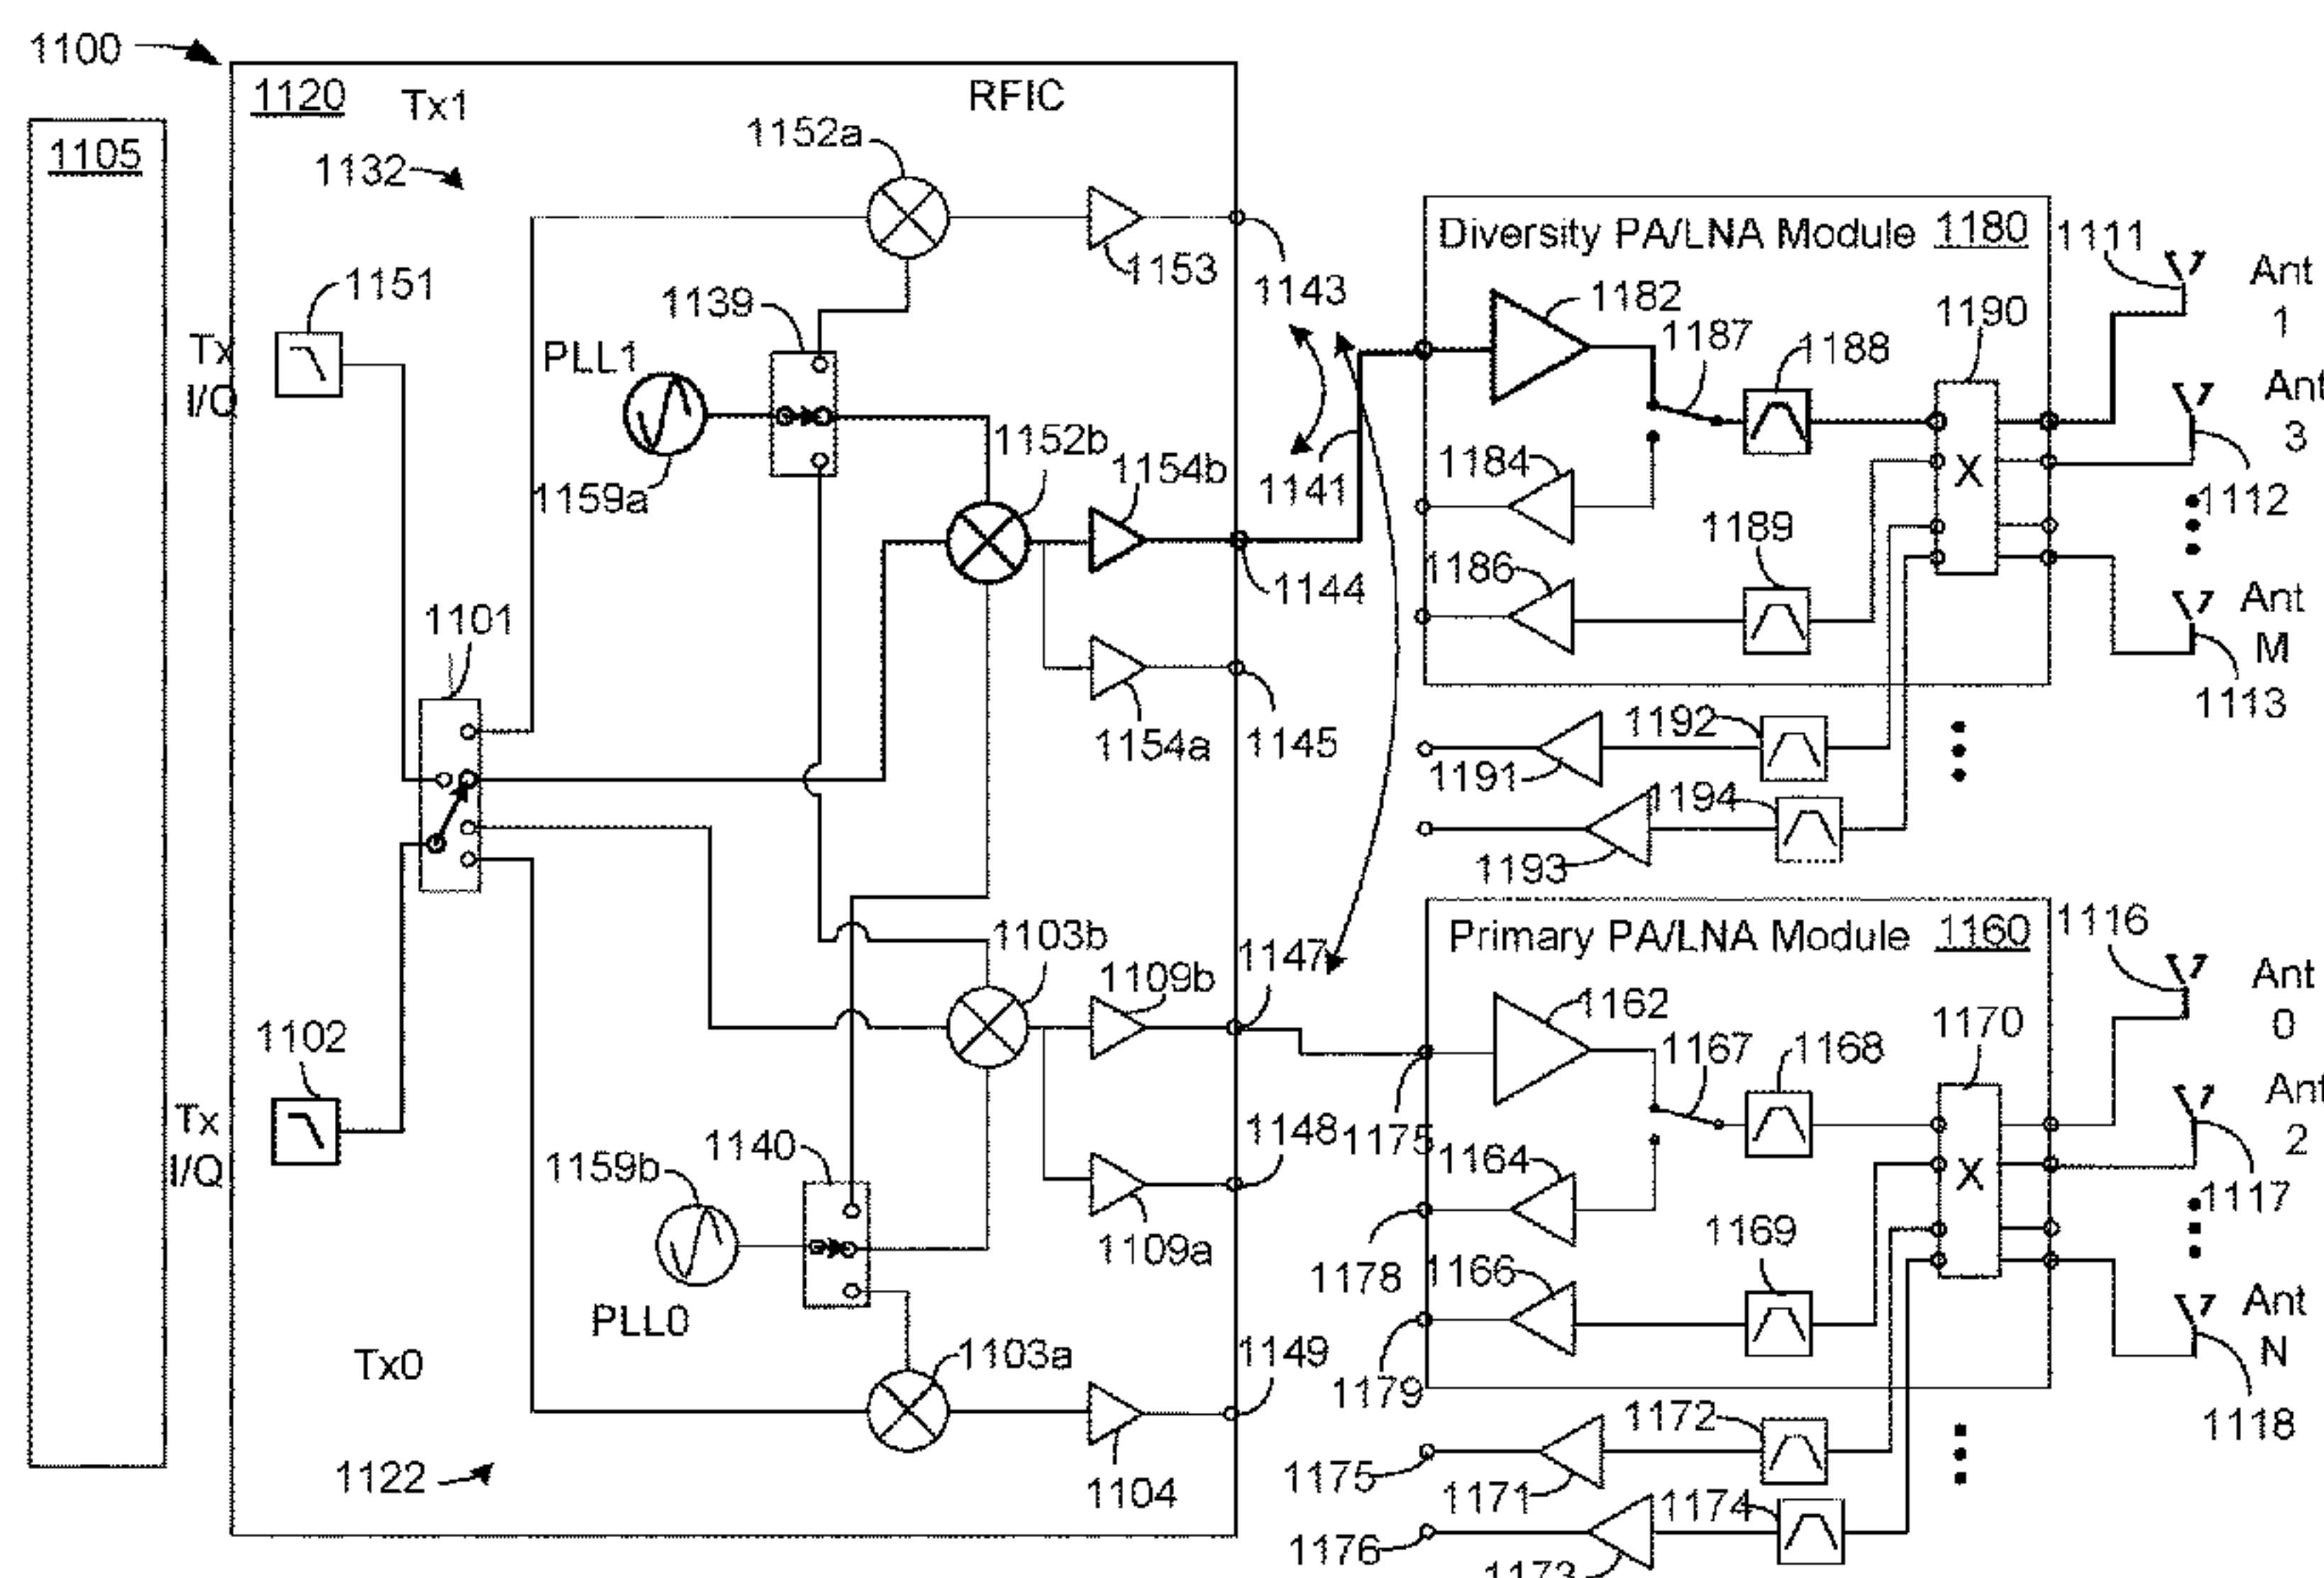 1100
1120
Tx1
RFIC
1105
1132
1152a
1151
Tx
I/Q
1139
PLL1
1159a
1153
1143
1152b
1154b
1141
1144
1101
1154a
1145
1103b
1109b
1147
1102
Tx
I/Q
1159b
1140
1148
1175
1109a
PLL0
1178
Tx0
1103a
1149
1179
1122
1104
1175
1176
Diversity PA/LNA Module 1180
1111
Ant
1
1182
1187
1188
1190
Ant
3
X
1184
1112
1189
1186
Ant
M
1113
1192
1191
1194
1193
Primary PA/LNA Module 1160
1116
Ant
0
1162
1167
1168
1170
Ant
2
X
1164
1117
1169
1166
Ant
N
1118
1172
1171
1174
1173